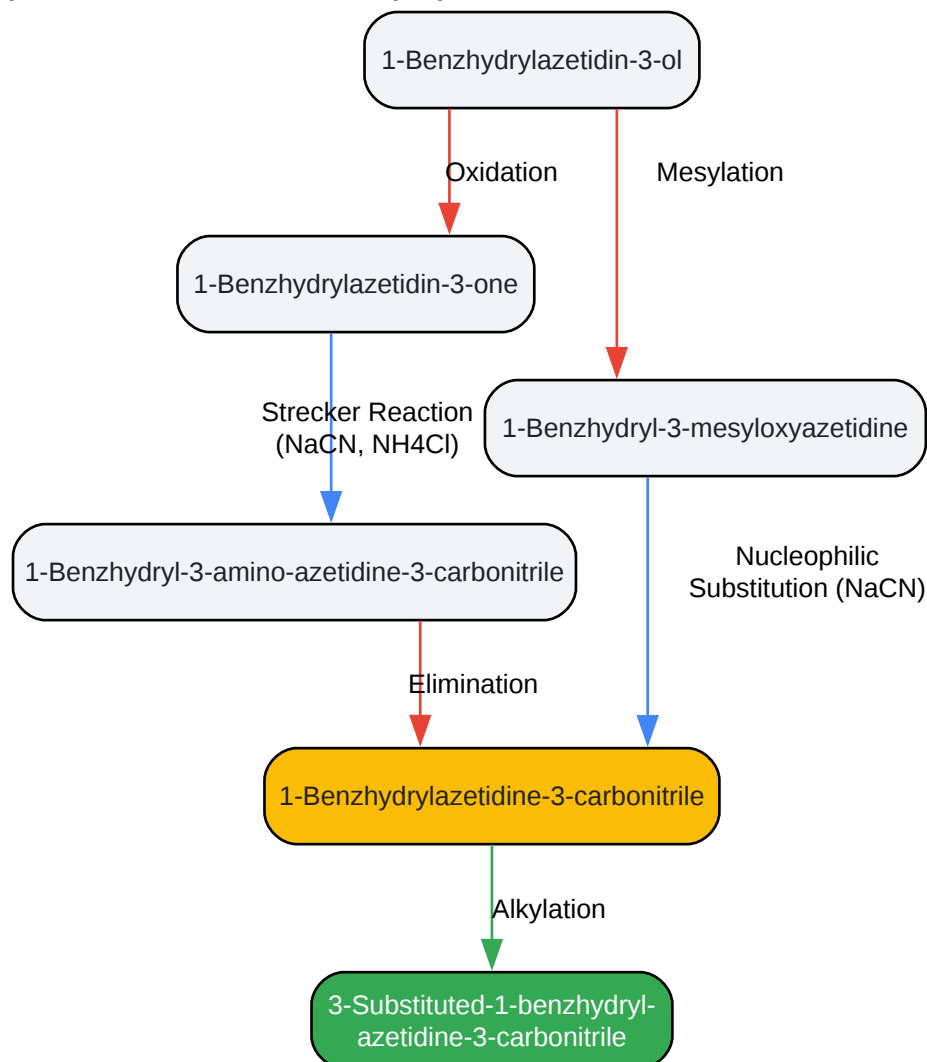 1-Benzhydrylazetidin-3-ol
Oxidation
Mesylation
1-Benzhydrylazetidin-3-one
Strecker Reaction
(NaCN, NH4Cl)
1-Benzhydryl-3-mesyloxyazetidine
1-Benzhydryl-3-amino-azetidine-3-carbonitrile
Nucleophilic
Substitution (NaCN)
Elimination
1-Benzhydrylazetidine-3-carbonitrile
Alkylation
3-Substituted-1-benzhydryl-
azetidine-3-carbonitrile